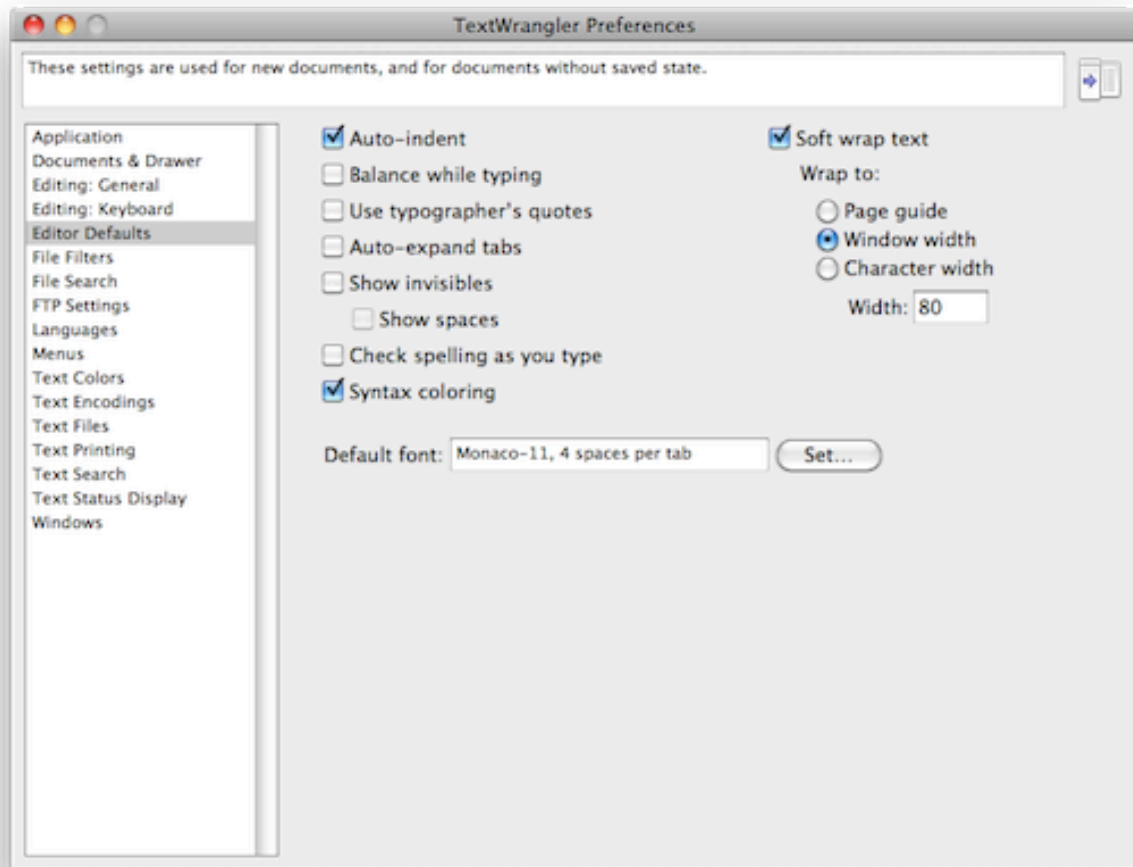 TextWrangler Preferences
These settings are used for new documents, and for documents without saved state.
Application
Documents & Drawer
Editing: General
Editing: Keyboard
Editor Defaults
File Filters
File Search
FTP Settings
Languages
Menus
Text Colors
Text Encodings
Text Files
Text Printing
Text Search
Text Status Display
Windows
Auto-indent
Balance while typing
Use typographer's quotes
Auto-expand tabs
Show invisibles
Show spaces
Check spelling as you type
Syntax coloring
Default font: Monaco-11, 4 spaces per tab Set...
Soft wrap text
Wrap to:
Page guide
Window width
Character width
Width: 80